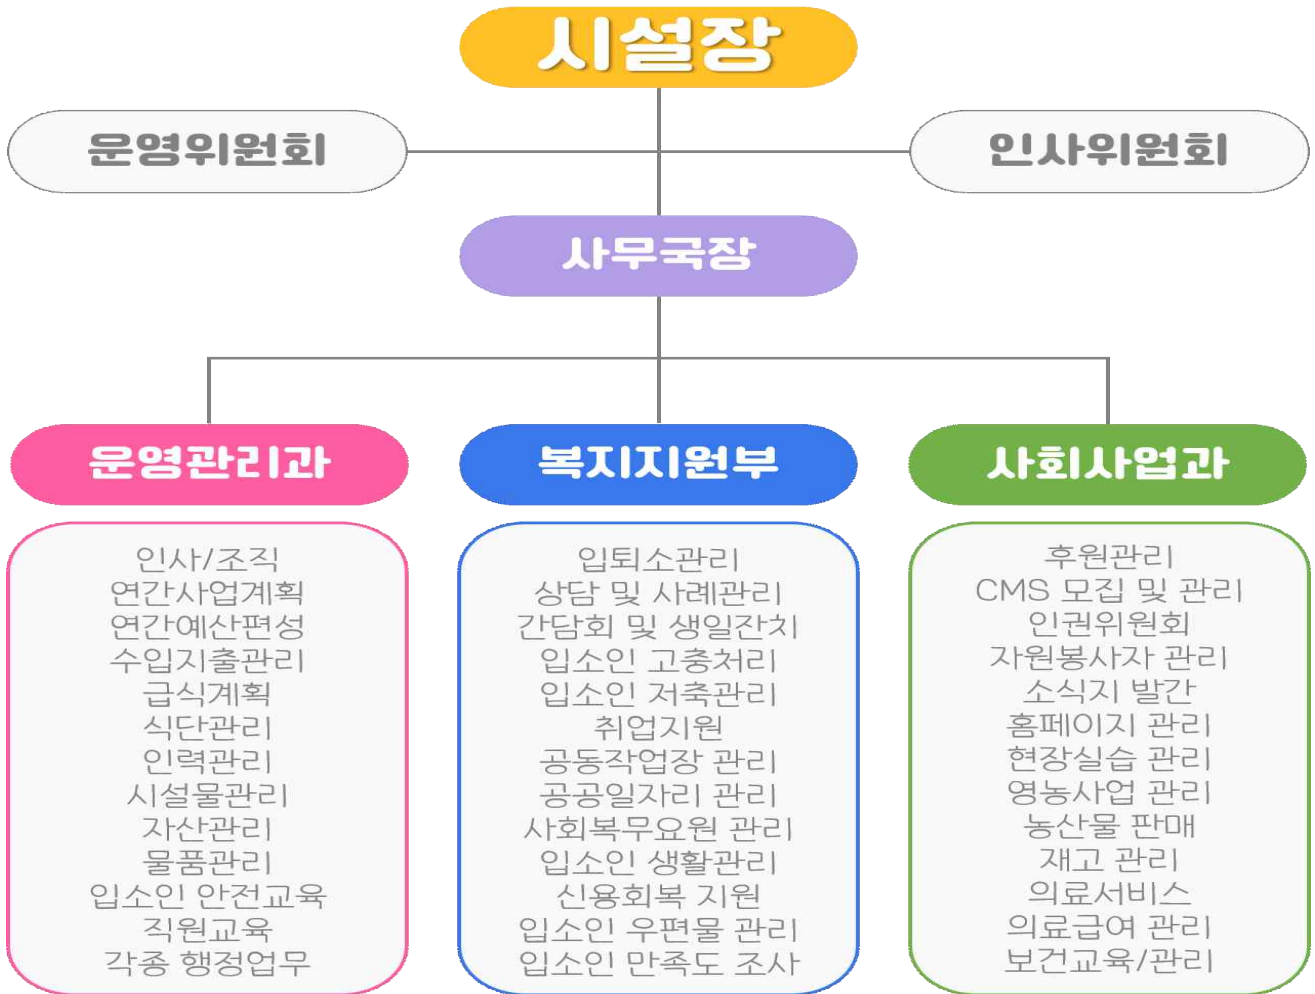 시설장
운영위원회
인사위원회
사무국장
운영관리과
복지지원부
사회사업과
인사/조직
연간사업계획
연간예산편성
수입지출관리
급식계획
식단관리
인력관리
시설물관리
자산관리
물품관리
입소인 안전교육
직원교육
각종 행정업무
입퇴소관리
상담 및 사례관리
간담회 및 생일잔치
입소인 고충처리
입소인 저축관리
취업지원
공동작업장 관리
공공일자리 관리
사회복무요원 관리
입소인 생활관리
신용회복 지원
입소인 우편물 관리
입소인 만족도 조사
후원관리
CMS 모집 및 관리
인권위원회
자원봉사자 관리
소식지 발간
홈페이지 관리
현장실습 관리
영농사업 관리
농산물 판매
재고 관리
의료서비스
의료급여 관리
보건교육/관리